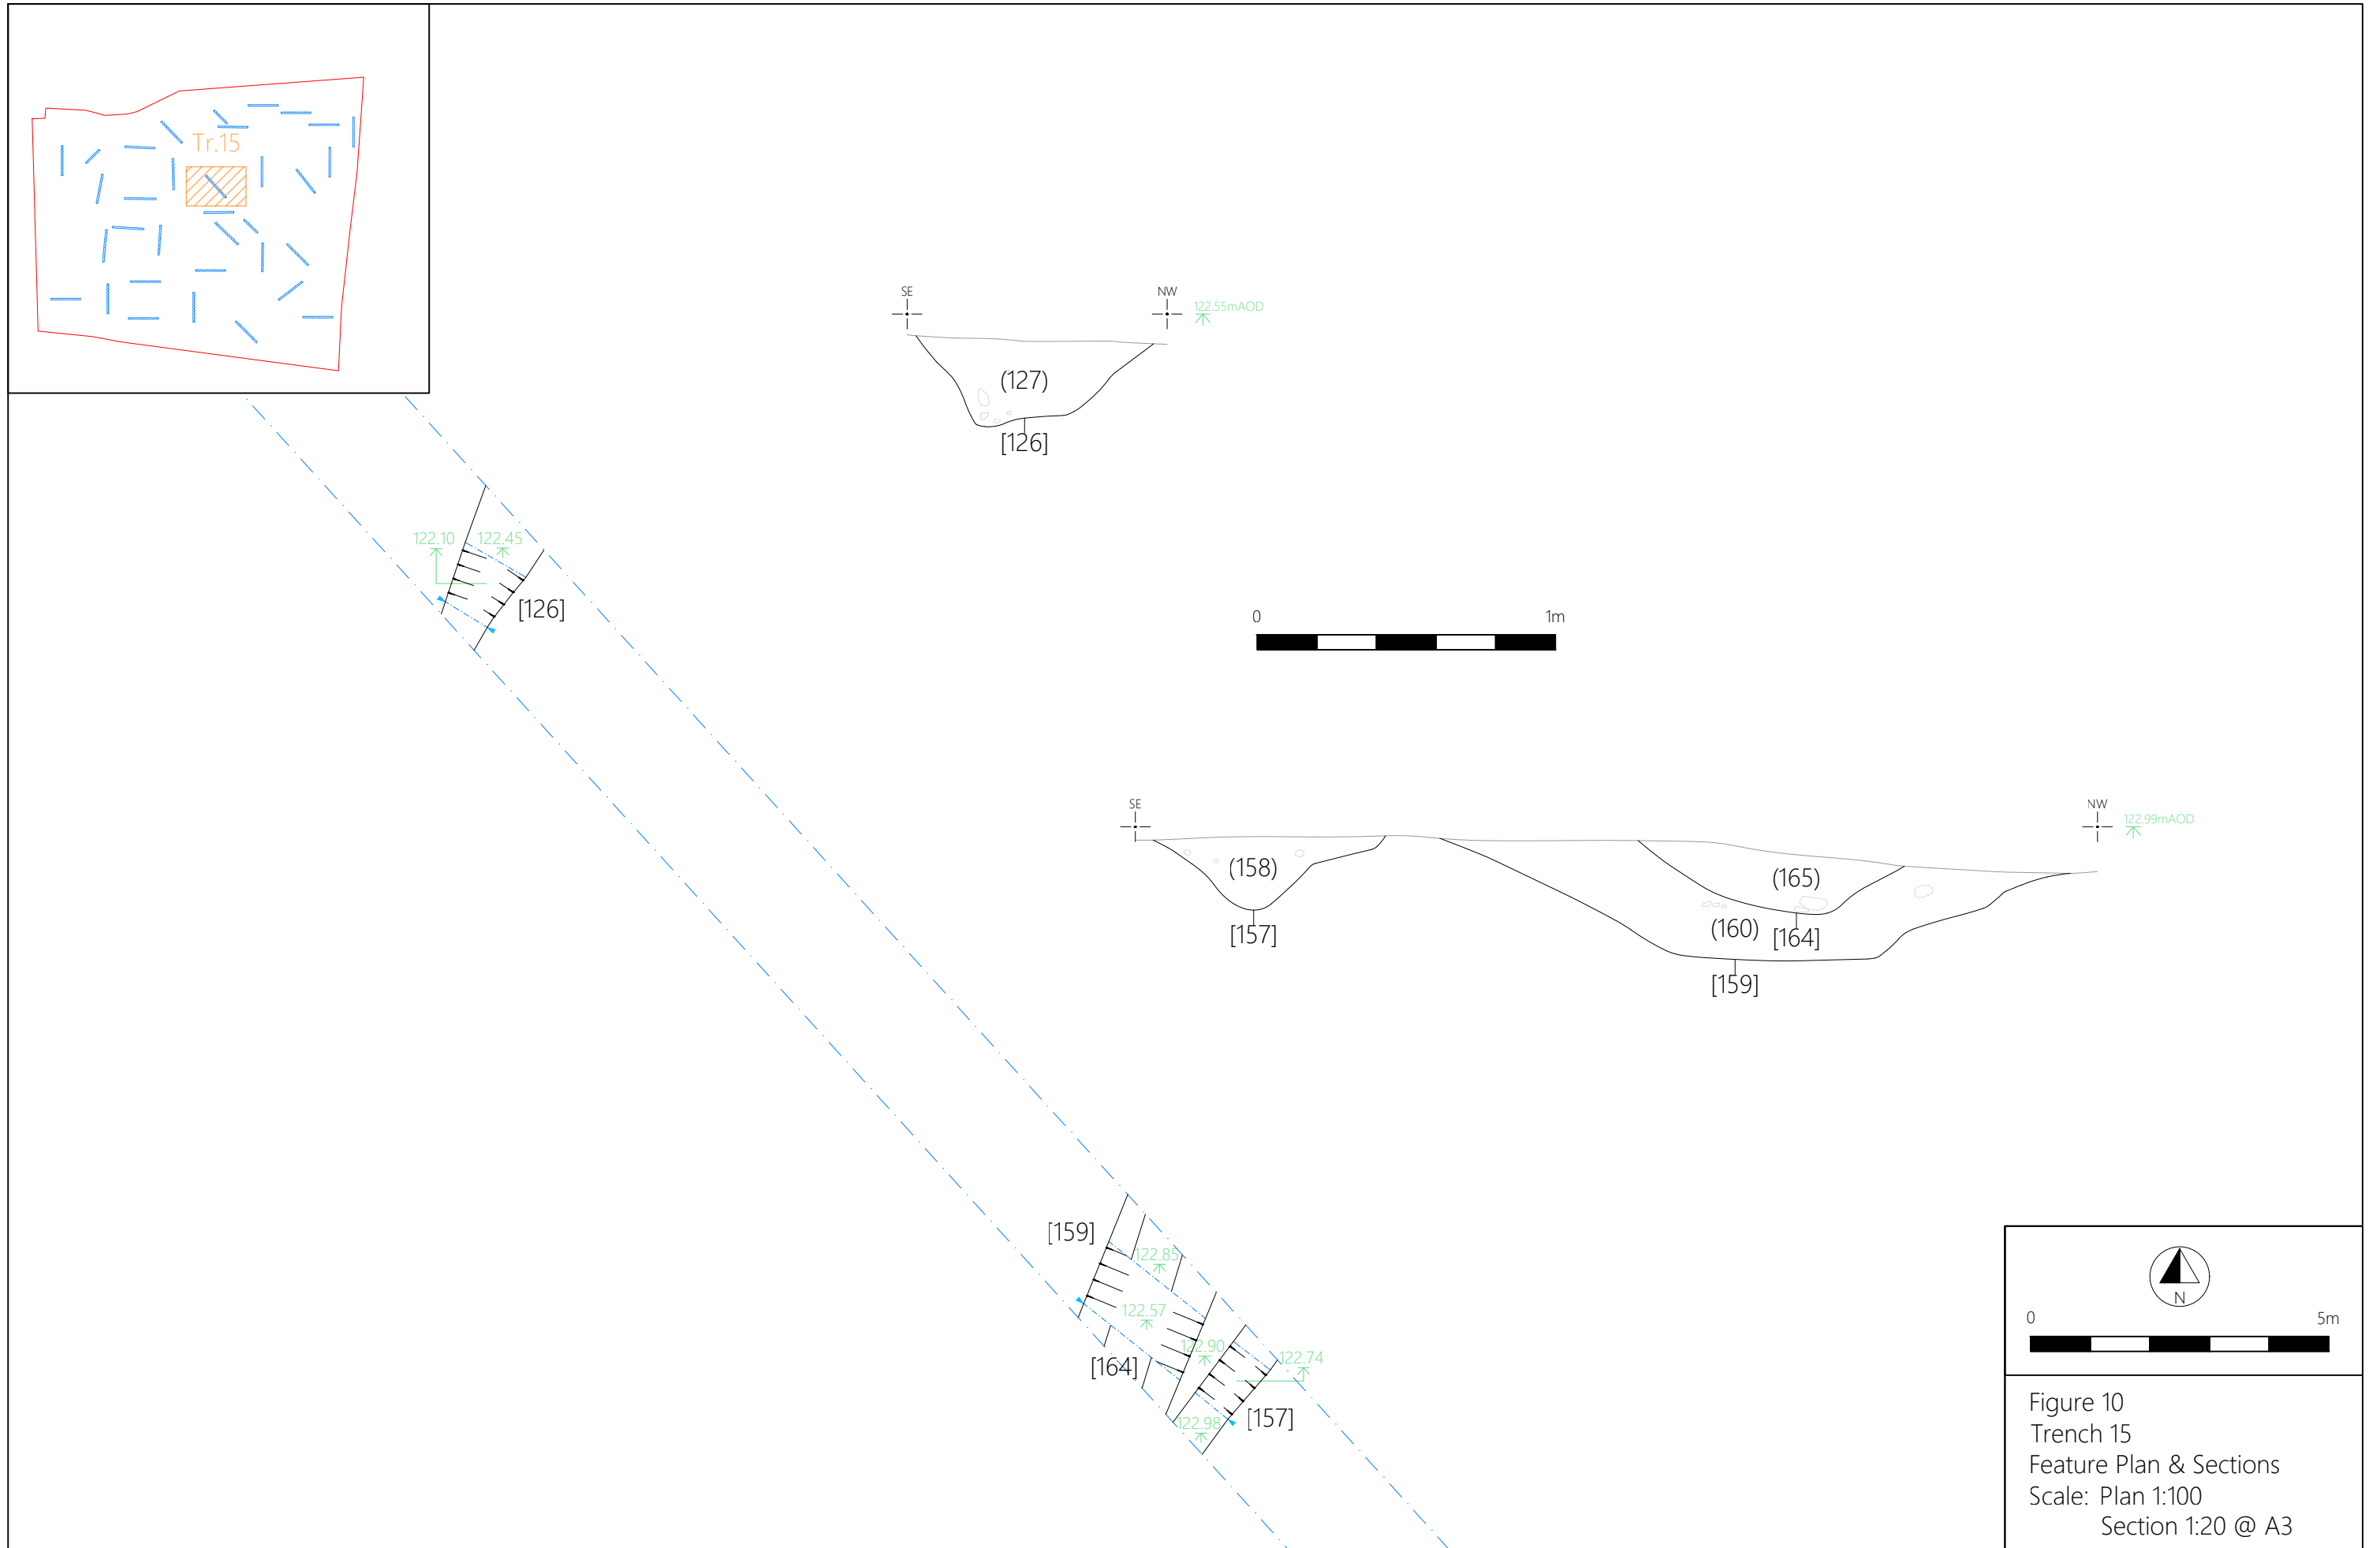 Tr.15
SE
NW
122.55mAOD
(127)
[126]
122.10
122.45
[126]
0
1m
SE
NW
122.99mAOD
(158)
(165)
[157]
(160)
[164]
[159]
[159]
122.85
122.57
122.90
[164]
122.74
122.98
[157]
N
0
5m
Figure 10
Trench 15
Feature Plan & Sections
Scale: Plan 1:100
Section 1:20 @ A3